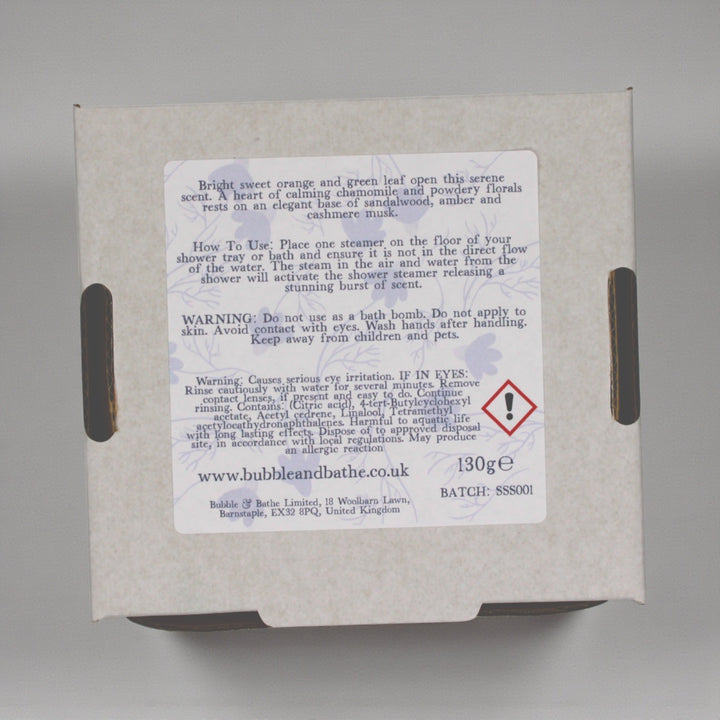 Bright sweet orange and green leaf open this serene
scent. A heart of calming chamomile and powdery florals
rests on an elegant base of sandalwood, amber and
cashmere musk.
How To Use: Place one steamer on the floor of your
shower tray or bath and ensure it is not in the direct flow
of the water. The steam in the air and water from the
shower will activate the shower steamer releasing a
stunning burst of scent.
WARNING: Do not use as a bath bomb. Do not apply to
skin. Avoid contact with eyes. Wash hands after handling.
Keep away from children and pets.
Warning: Causes serious eye irritation. IF IN EYES:
Rinse cautiously with water for several minutes. Remove
contact lenses, if present and easy to do. Continue
rinsing. Contains: (Citric acid), 4-tert-Butylcyclohexyl
acetate, Acetyl cedrene, Linalool, Tetramethyl
acetyloctahydronaphthalenes. Harmful to aquatic life
with long lasting effects. Dispose of to approved disposal
site, in accordance with local regulations. May produce
an allergic reaction
www.bubbleandbathe.co.uk
130g℮
BATCH: SSS001
Bubble & Bathe Limited, 18 Woolbarn Lawn,
Barnstaple, EX32 8PQ, United Kingdom